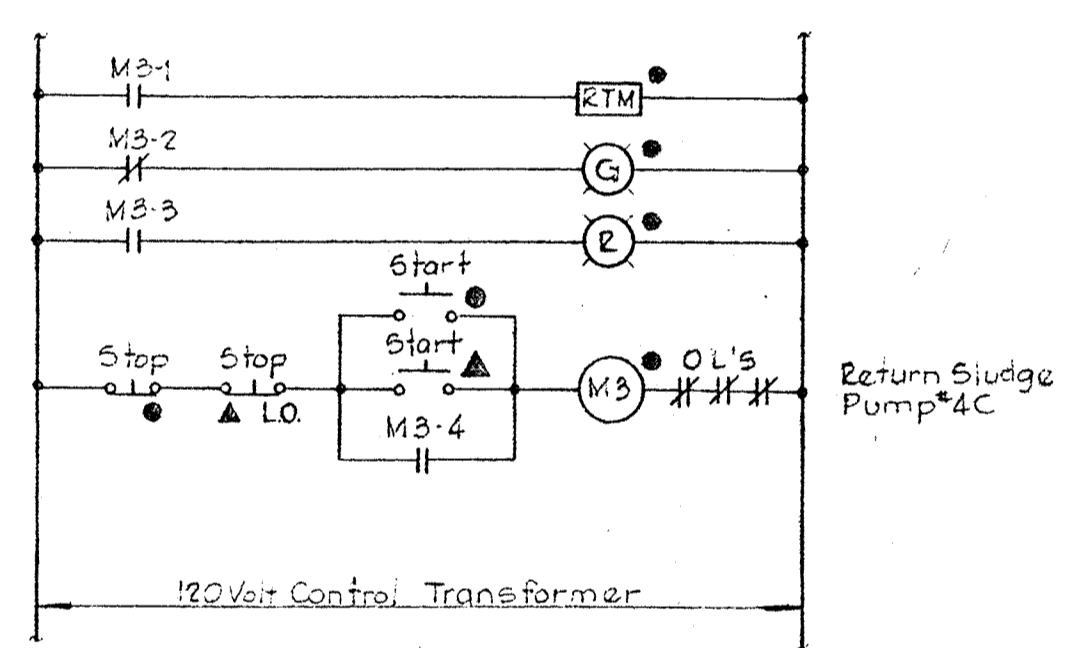 M3-1
RTM
M3-2
G
M3-3
R
Start
Start
Stop
Stop
L.O.
M3-4
M3
OL'S
Return Sludge
Pump#4C
120 Volt Control Transformer